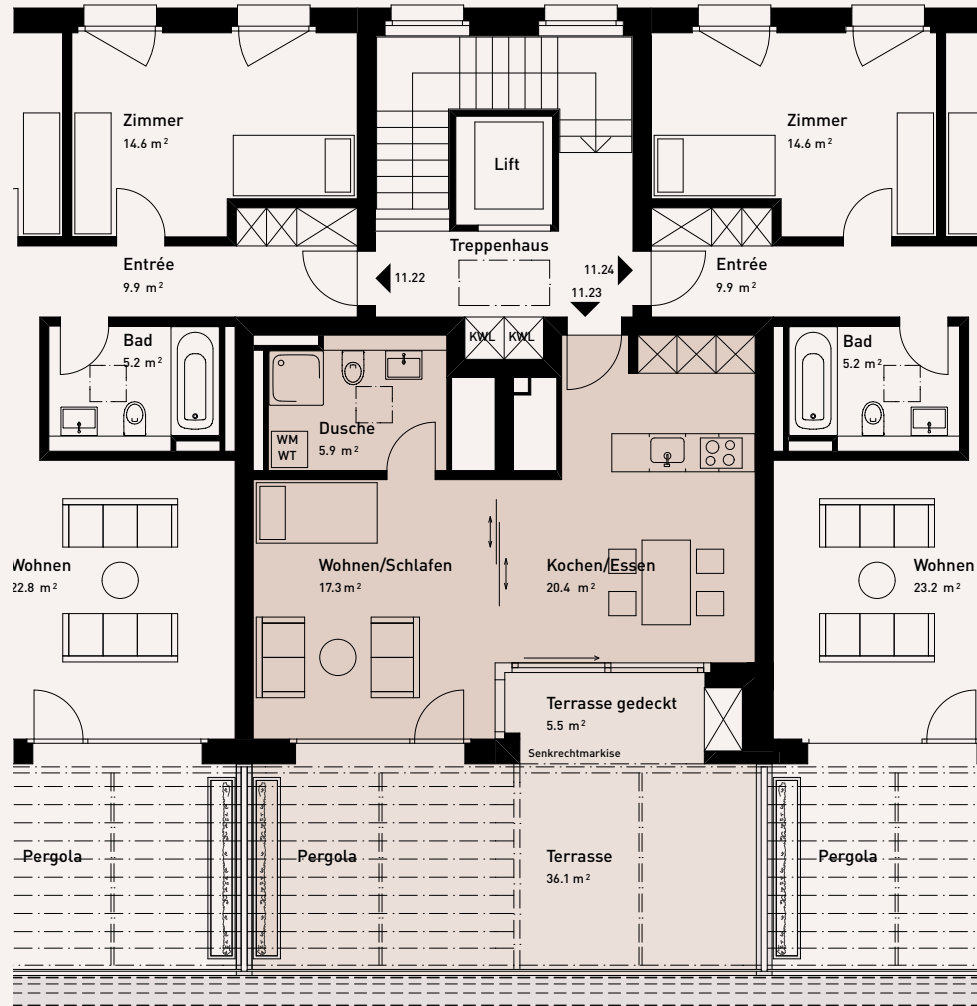 Zimmer
14.6 m²
Lift
Zimmer
14.6 m²
Treppenhaus
Entrée
9.9 m²
11.22
11.24
11.23
Entrée
9.9 m²
Bad
5.2 m²
KWL
KWL
Bad
5.2 m²
Dusche
5.9 m²
WM
WT
Wohnen
22.8 m²
Wohnen/Schlafen
17.3 m²
Kochen/Essen
20.4 m²
Wohnen
23.2 m²
Terrasse gedeckt
5.5 m²
Senkrechtmarkise
Pergola
Pergola
Terrasse
36.1 m²
Pergola